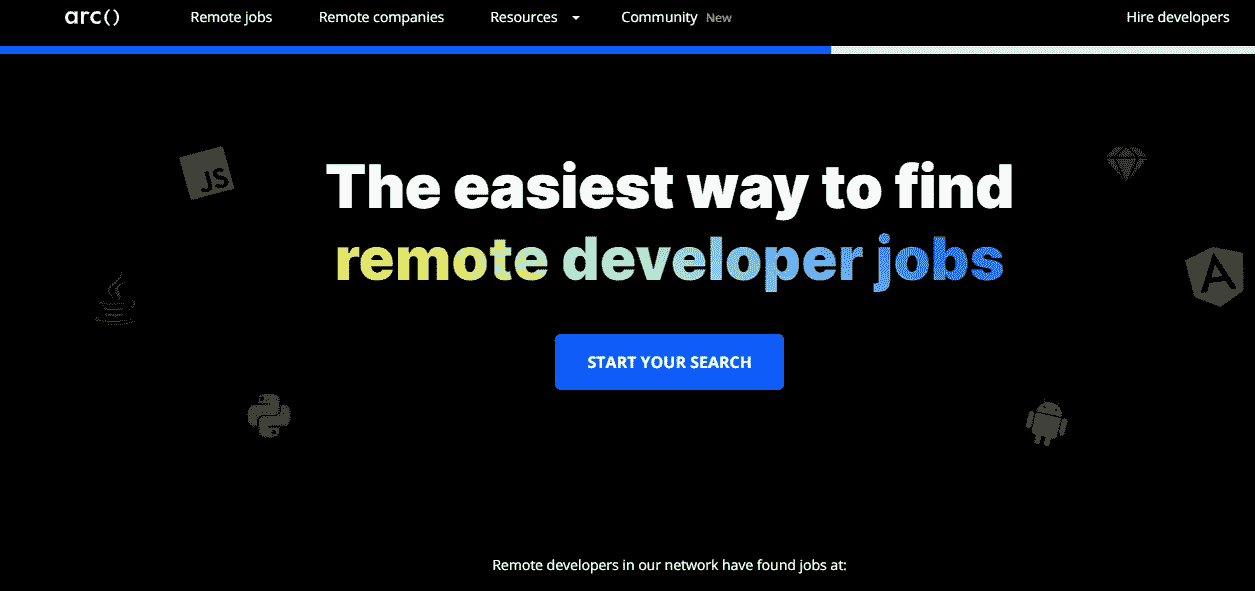 arc() Remote jobs Remote companies Resources Community New Hire developers
JS
The easiest way to find
remote developer jobs
A
START YOUR SEARCH
Remote developers in our network have found jobs at: